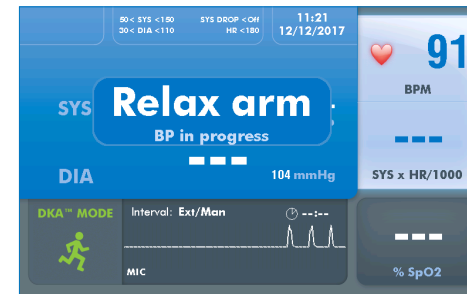 50< SYS <150 SYS DROP <Off 11:21
30< DIA <110 HR <180 12/12/2017
91
BPM
SYS
Relax arm
BP in progress
---
DIA
104 mmHg
---
SYS x HR/1000
DKA™ MODE
Interval: Ext/Man --:--
MIC
---
% SpO2